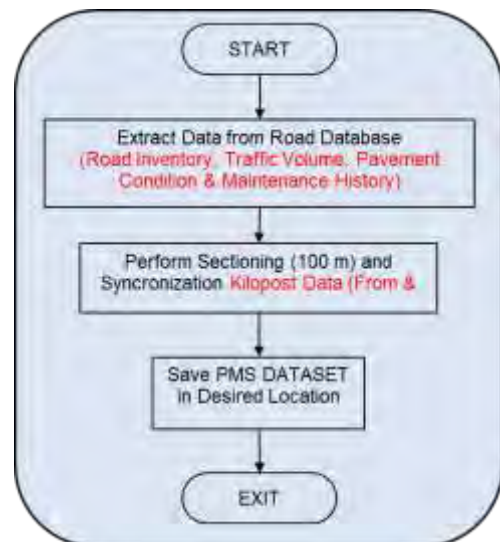 START
Extract Data from Road Database
(Road Inventory, Traffic Volume, Pavement
Condition & Maintenance History)
Perform Sectioning (100 m) and
Syncronization Kilopost Data (From &
Save PMS DATASET
in Desired Location
EXIT